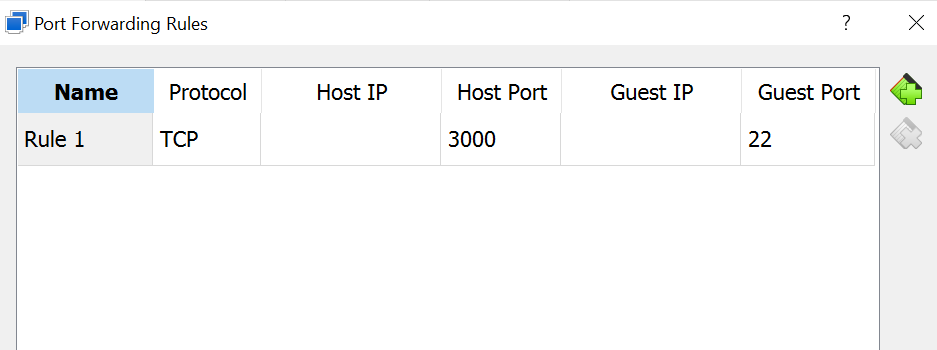 Port Forwarding Rules ?
Name Protocol Host IP Host Port Guest IP Guest Port
Rule 1 TCP 3000 22